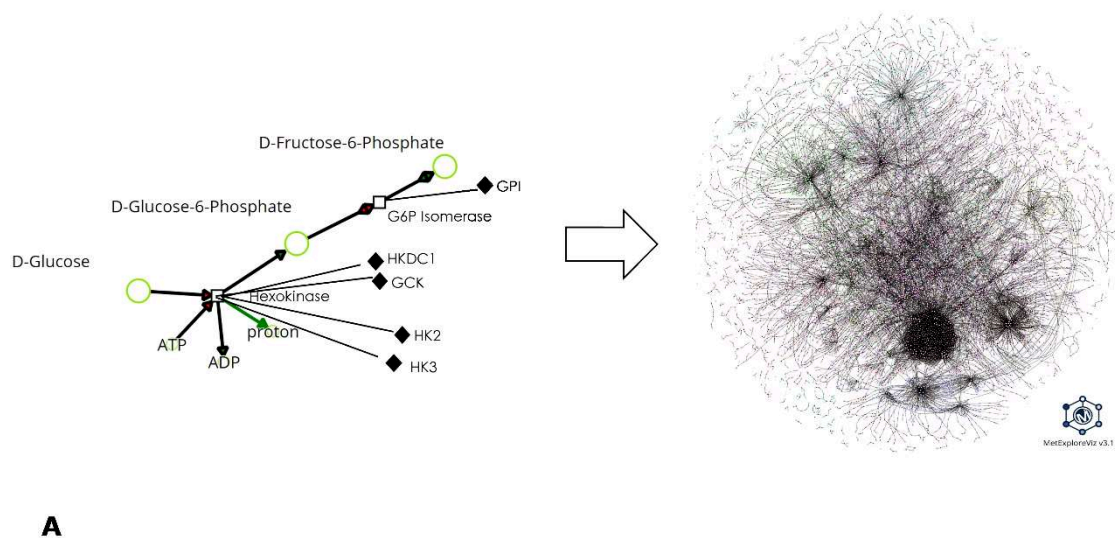 D-Fructose-6-Phosphate
GPI
G6P Isomerase
D-Glucose-6-Phosphate
D-Glucose
HKDC1
GCK
Hexokinase
proton
ATP
ADP
HK2
HK3
MetExploreViz v3.1
A